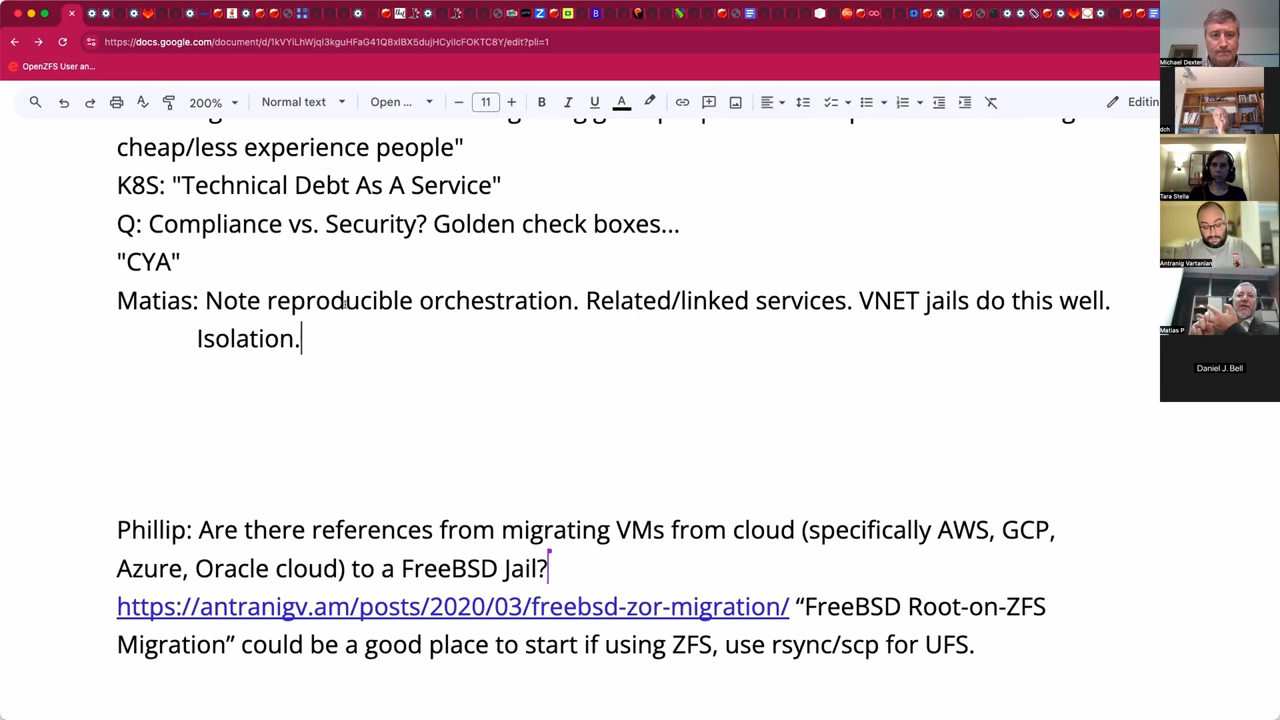 https://docs.google.com/document/d/1kVYiLhWjqI3kguHFaG41Q8xIBX5dujHCyiIcFOKTC8Y/edit?pli=1
OpenZFS User an...
200%
Normal text
Open ...
11
Editin
cheap/less experience people"
K8S: "Technical Debt As A Service"
Q: Compliance vs. Security? Golden check boxes...
"CYA"
Matias: Note reproducible orchestration. Related/linked services. VNET jails do this well.
Isolation.
Phillip: Are there references from migrating VMs from cloud (specifically AWS, GCP,
Azure, Oracle cloud) to a FreeBSD Jail?
https://antranigv.am/posts/2020/03/freebsd-zor-migration/ “FreeBSD Root-on-ZFS
Migration” could be a good place to start if using ZFS, use rsync/scp for UFS.
Michael Dexter
dch
Tara Stella
Antranig Vartanian
Matias P
Daniel J. Bell